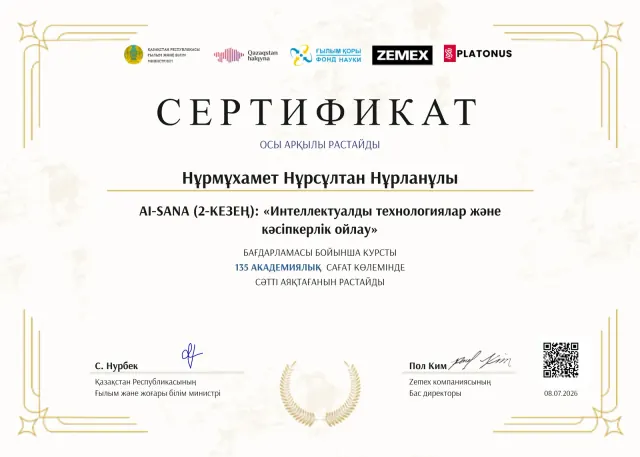 ҚАЗАҚСТАН РЕСПУБЛИКАСЫ
ҒЫЛЫМ ЖӘНЕ БІЛІМ
МИНИСТРЛІГІ
Qazaqstan
halqyna
ҒЫЛЫМ ҚОРЫ
ФОНД НАУКИ
ZEMEX
PLATONUS
СЕРТИФИКАТ
ОСЫ АРҚЫЛЫ РАСТАЙДЫ
Нұрмұхамет Нұрсұлтан Нұрланұлы
AI-SANA (2-КЕЗЕҢ): «Интеллектуалды технологиялар және
кәсіпкерлік ойлау»
БАҒДАРЛАМАСЫ БОЙЫНША КУРСТЫ
135 АКАДЕМИЯЛЫҚ САҒАТ КӨЛЕМІНДЕ
СӘТТІ АЯҚТАҒАНЫН РАСТАЙДЫ
С. Нурбек
Қазақстан Республикасының
Ғылым және жоғары білім министрі
Пол Ким
Zemex компаниясының
Бас директоры
08.07.2026